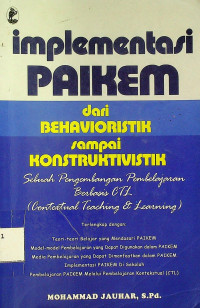 implementasi
PAIKEM
dari
BEHAVIORISTIK
sampai
KONSTRUKTIVISTIK
Sebuah Pengembangan Pembelajaran
Berbasis CTL
(Contextual Teaching & Learning)
Terlengkap dengan:
Teori-teori Belajar yang Mendasari PAIKEM
Model-model Pembelajaran yang Dapat Digunakan dalam PAIKEM
Media Pembelajaran yang Dapat Dimanfaatkan dalam PAIKEM
Implementasi PAIKEM Di Sekolah
Pembelajaran PAIKEM Melalui Pembelajaran Kontekstual (CTL)
MOHAMMAD JAUHAR, S.Pd.